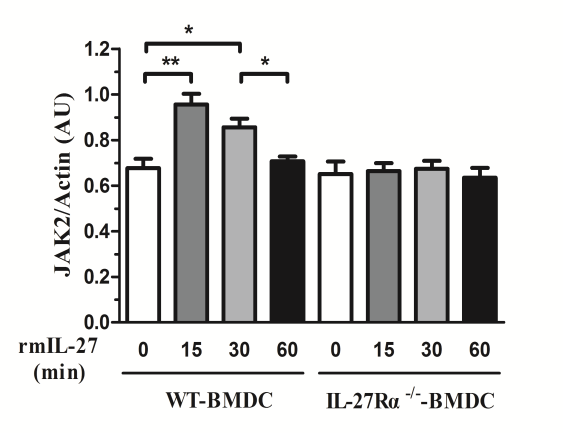 *
** *
1.2
1.0
0.8
0.6
0.4
0.2
0.0
JAK2/Actin (AU)
rmIL-27 0 15 30 60 0 15 30 60
(min)
WT-BMDC IL-27Rα -/--BMDC